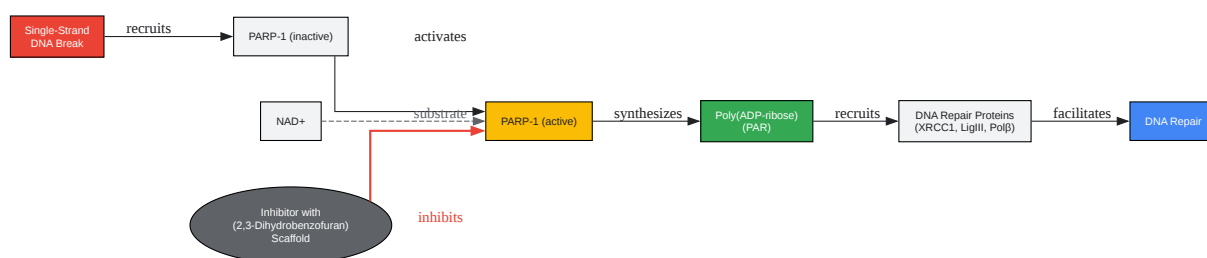 Single-Strand
DNA Break
recruits
PARP-1 (inactive)
activates
NAD+
substrate
PARP-1 (active)
synthesizes
Poly(ADP-ribose)
(PAR)
recruits
DNA Repair Proteins
(XRCC1, LigIII, Polβ)
facilitates
DNA Repair
Inhibitor with
(2,3-Dihydrobenzofuran)
Scaffold
inhibits